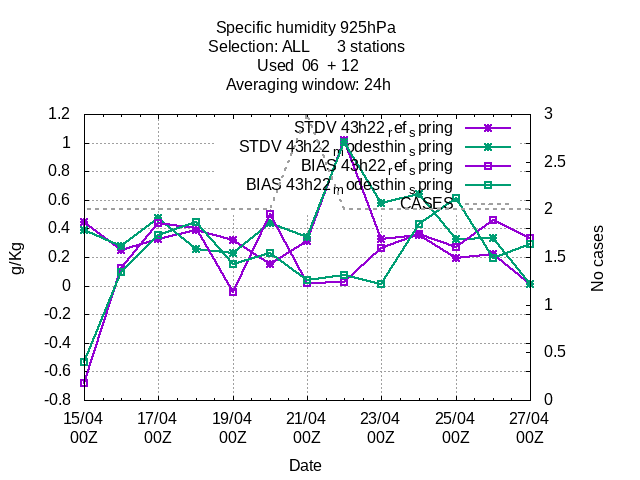 Specific humidity 925hPa
Selection: ALL 3 stations
Used 06 + 12
Averaging window: 24h
1.2
1
0.8
0.6
0.4
0.2
0
-0.2
-0.4
-0.6
-0.8
g/Kg
STDV 43h22_ref_spring
STDV 43h22_modesthin_spring
BIAS 43h22_ref_spring
BIAS 43h22_modesthin_spring
CASES
3
2.5
2
1.5
1
0.5
0
No cases
15/04 17/04 19/04 21/04 23/04 25/04 27/04
00Z 00Z 00Z 00Z 00Z 00Z 00Z
Date